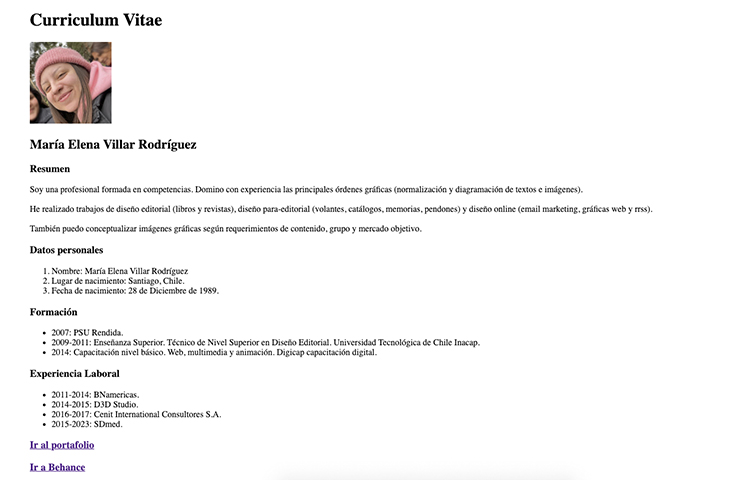 Curriculum Vitae
María Elena Villar Rodríguez
Resumen
Soy una profesional formada en competencias. Domino con experiencia las principales órdenes gráficas (normalización y diagramación de textos e imágenes).
He realizado trabajos de diseño editorial (libros y revistas), diseño para-editorial (volantes, catálogos, memorias, pendones) y diseño online (email marketing, gráficas web y rrss).
También puedo conceptualizar imágenes gráficas según requerimientos de contenido, grupo y mercado objetivo.
Datos personales
1. Nombre: María Elena Villar Rodríguez
2. Lugar de nacimiento: Santiago, Chile.
3. Fecha de nacimiento: 28 de Diciembre de 1989.
Formación
• 2007: PSU Rendida.
• 2009-2011: Enseñanza Superior. Técnico de Nivel Superior en Diseño Editorial. Universidad Tecnológica de Chile Inacap.
• 2014: Capacitación nivel básico. Web, multimedia y animación. Digicap capacitación digital.
Experiencia Laboral
• 2011-2014: BNamericas.
• 2014-2015: D3D Studio.
• 2016-2017: Cenit International Consultores S.A.
• 2015-2023: SDmed.
Ir al portafolio
Ir a Behance